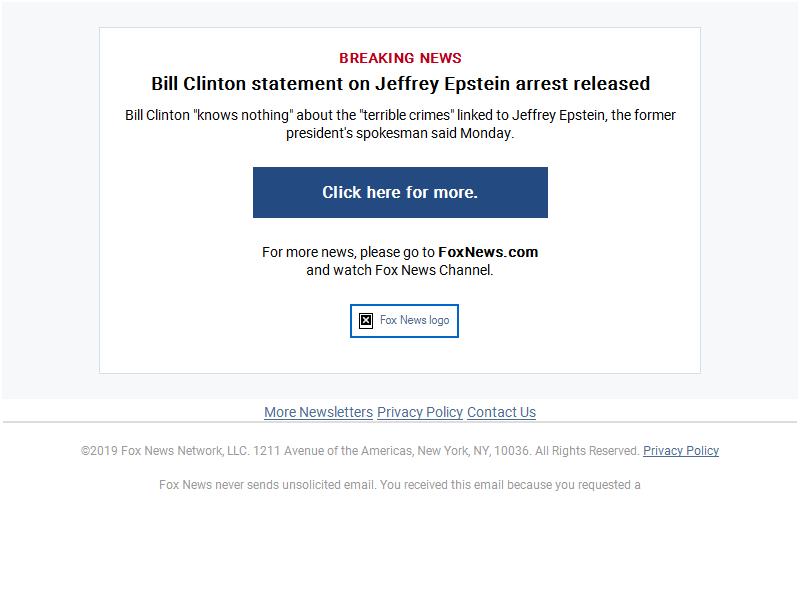 BREAKING NEWS
Bill Clinton statement on Jeffrey Epstein arrest released
Bill Clinton "knows nothing" about the "terrible crimes" linked to Jeffrey Epstein, the former
president's spokesman said Monday.
Click here for more.
For more news, please go to FoxNews.com
and watch Fox News Channel.
Fox News logo
More Newsletters Privacy Policy Contact Us
©2019 Fox News Network, LLC. 1211 Avenue of the Americas, New York, NY, 10036. All Rights Reserved. Privacy Policy
Fox News never sends unsolicited email. You received this email because you requested a